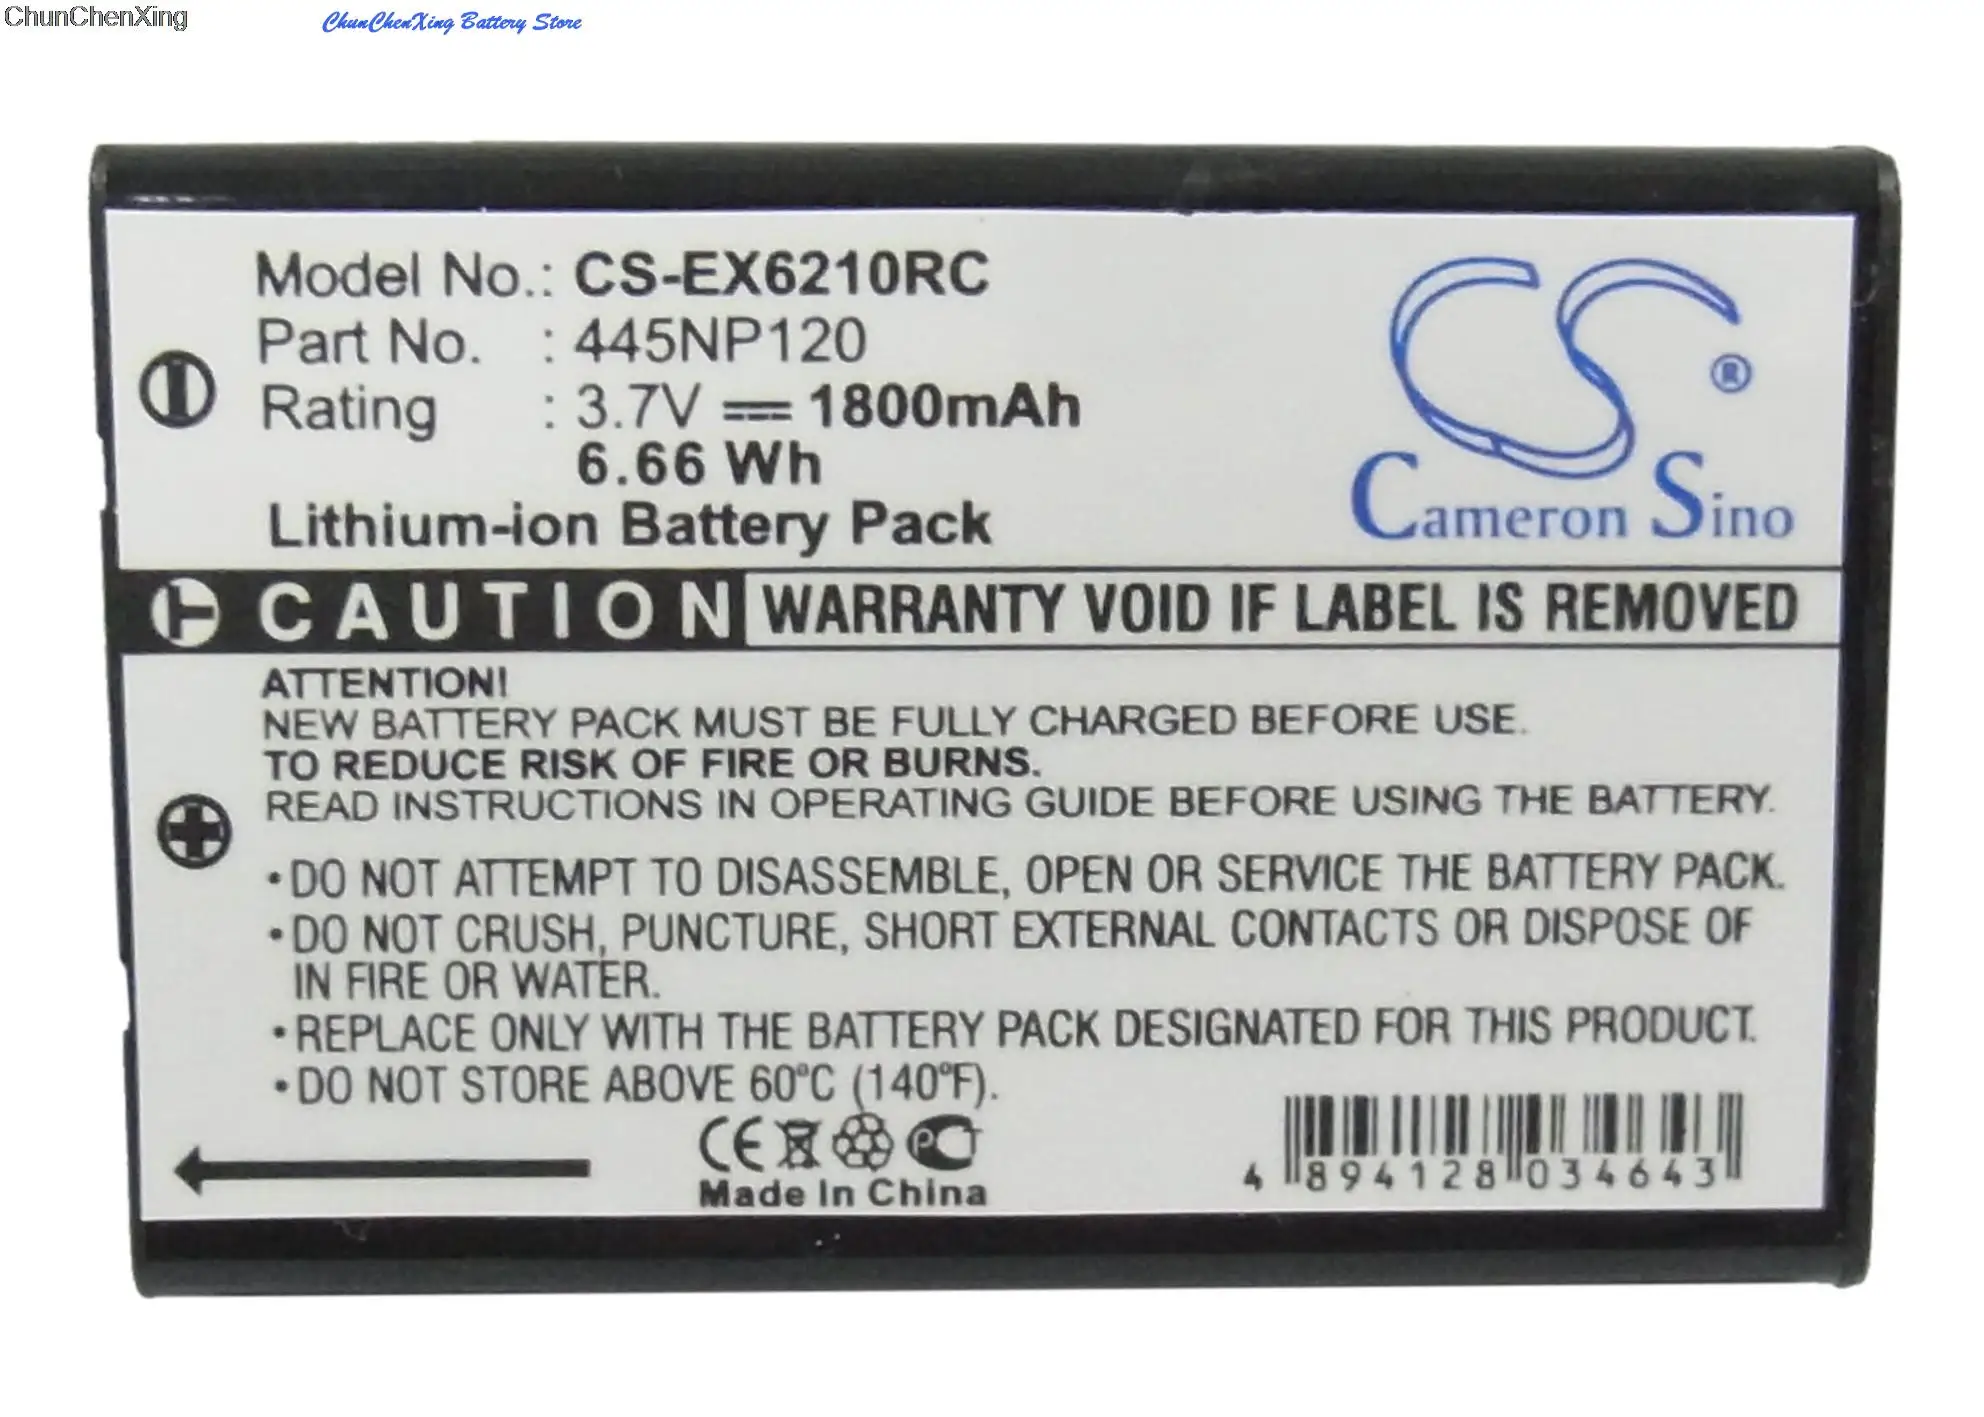 ChunChenXing
ChunChenXing Battery Store
Model No.: CS-EX6210RC
Part No. : 445NP120
Rating : 3.7V 1800mAh
6.66 Wh
Lithium-ion Battery Pack
CS ®
Cameron Sino
CAUTION WARRANTY VOID IF LABEL IS REMOVED
ATTENTION!
NEW BATTERY PACK MUST BE FULLY CHARGED BEFORE USE.
TO REDUCE RISK OF FIRE OR BURNS.
READ INSTRUCTIONS IN OPERATING GUIDE BEFORE USING THE BATTERY.
•DO NOT ATTEMPT TO DISASSEMBLE, OPEN OR SERVICE THE BATTERY PACK.
•DO NOT CRUSH, PUNCTURE, SHORT EXTERNAL CONTACTS OR DISPOSE OF
IN FIRE OR WATER.
•REPLACE ONLY WITH THE BATTERY PACK DESIGNATED FOR THIS PRODUCT.
•DO NOT STORE ABOVE 60°C (140°F).
CE PCT
Made In China
4 894128 034643